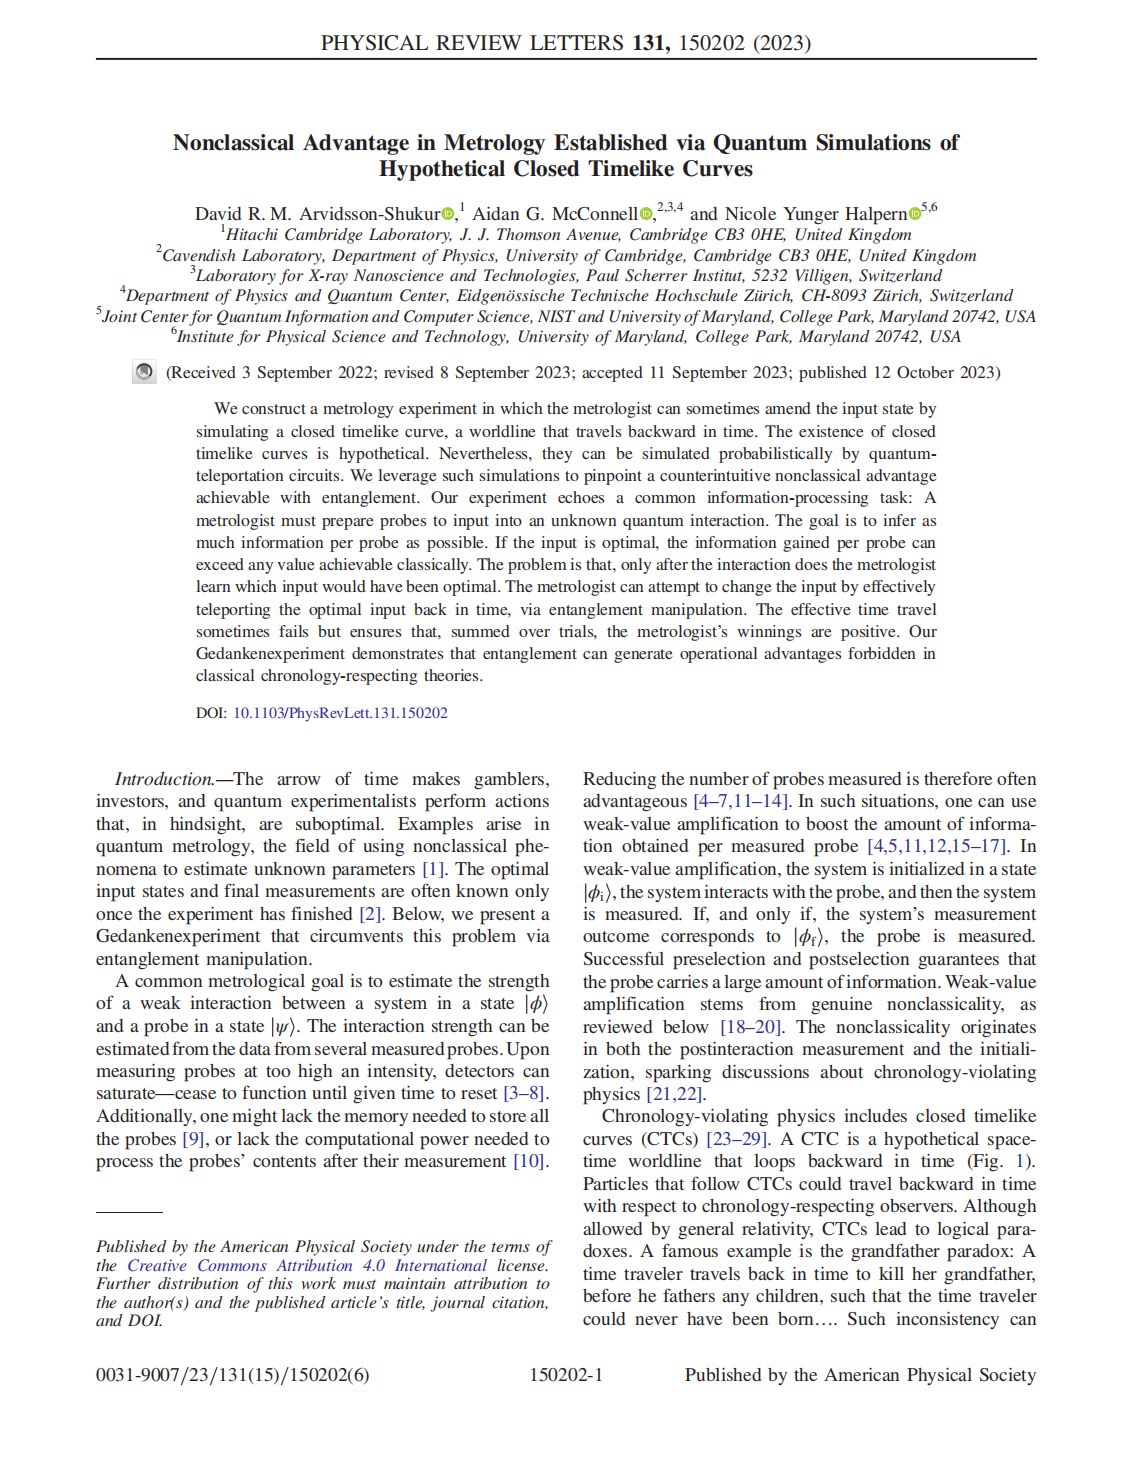 PHYSICAL REVIEW LETTERS 131, 150202 (2023)
Nonclassical Advantage in Metrology Established via Quantum Simulations of
Hypothetical Closed Timelike Curves
David R. M. Arvidsson-Shukur,1 Aidan G. McConnell,2,3,4 and Nicole Yunger Halpern5,6
1Hitachi Cambridge Laboratory, J. J. Thomson Avenue, Cambridge CB3 0HE, United Kingdom
2Cavendish Laboratory, Department of Physics, University of Cambridge, Cambridge CB3 0HE, United Kingdom
3Laboratory for X-ray Nanoscience and Technologies, Paul Scherrer Institut, 5232 Villigen, Switzerland
4Department of Physics and Quantum Center, Eidgenössische Technische Hochschule Zürich, CH-8093 Zürich, Switzerland
5Joint Center for Quantum Information and Computer Science, NIST and University of Maryland, College Park, Maryland 20742, USA
6Institute for Physical Science and Technology, University of Maryland, College Park, Maryland 20742, USA
(Received 3 September 2022; revised 8 September 2023; accepted 11 September 2023; published 12 October 2023)
We construct a metrology experiment in which the metrologist can sometimes amend the input state by
simulating a closed timelike curve, a worldline that travels backward in time. The existence of closed
timelike curves is hypothetical. Nevertheless, they can be simulated probabilistically by quantum-
teleportation circuits. We leverage such simulations to pinpoint a counterintuitive nonclassical advantage
achievable with entanglement. Our experiment echoes a common information-processing task: A
metrologist must prepare probes to input into an unknown quantum interaction. The goal is to infer as
much information per probe as possible. If the input is optimal, the information gained per probe can
exceed any value achievable classically. The problem is that, only after the interaction does the metrologist
learn which input would have been optimal. The metrologist can attempt to change the input by effectively
teleporting the optimal input back in time, via entanglement manipulation. The effective time travel
sometimes fails but ensures that, summed over trials, the metrologist's winnings are positive. Our
Gedankenexperiment demonstrates that entanglement can generate operational advantages forbidden in
classical chronology-respecting theories.
DOI: 10.1103/PhysRevLett.131.150202
Introduction.—The arrow of time makes gamblers,
investors, and quantum experimentalists perform actions
that, in hindsight, are suboptimal. Examples arise in
quantum metrology, the field of using nonclassical phe-
nomena to estimate unknown parameters [1]. The optimal
input states and final measurements are often known only
once the experiment has finished [2]. Below, we present a
Gedankenexperiment that circumvents this problem via
entanglement manipulation.
A common metrological goal is to estimate the strength
of a weak interaction between a system in a state |ϕ⟩
and a probe in a state |ψ⟩. The interaction strength can be
estimated from the data from several measured probes. Upon
measuring probes at too high an intensity, detectors can
saturate—cease to function until given time to reset [3–8].
Additionally, one might lack the memory needed to store all
the probes [9], or lack the computational power needed to
process the probes' contents after their measurement [10].
Published by the American Physical Society under the terms of
the Creative Commons Attribution 4.0 International license.
Further distribution of this work must maintain attribution to
the author(s) and the published article's title, journal citation,
and DOI.
Reducing the number of probes measured is therefore often
advantageous [4–7,11–14]. In such situations, one can use
weak-value amplification to boost the amount of informa-
tion obtained per measured probe [4,5,11,12,15–17]. In
weak-value amplification, the system is initialized in a state
|ϕi⟩, the system interacts with the probe, and then the system
is measured. If, and only if, the system's measurement
outcome corresponds to |ϕf⟩, the probe is measured.
Successful preselection and postselection guarantees that
the probe carries a large amount of information. Weak-value
amplification stems from genuine nonclassicality, as
reviewed below [18–20]. The nonclassicality originates
in both the postinteraction measurement and the initiali-
zation, sparking discussions about chronology-violating
physics [21,22].
Chronology-violating physics includes closed timelike
curves (CTCs) [23–29]. A CTC is a hypothetical space-
time worldline that loops backward in time (Fig. 1).
Particles that follow CTCs could travel backward in time
with respect to chronology-respecting observers. Although
allowed by general relativity, CTCs lead to logical para-
doxes. A famous example is the grandfather paradox: A
time traveler travels back in time to kill her grandfather,
before he fathers any children, such that the time traveler
could never have been born.... Such inconsistency can
0031-9007/23/131(15)/150202(6)
150202-1
Published by the American Physical Society